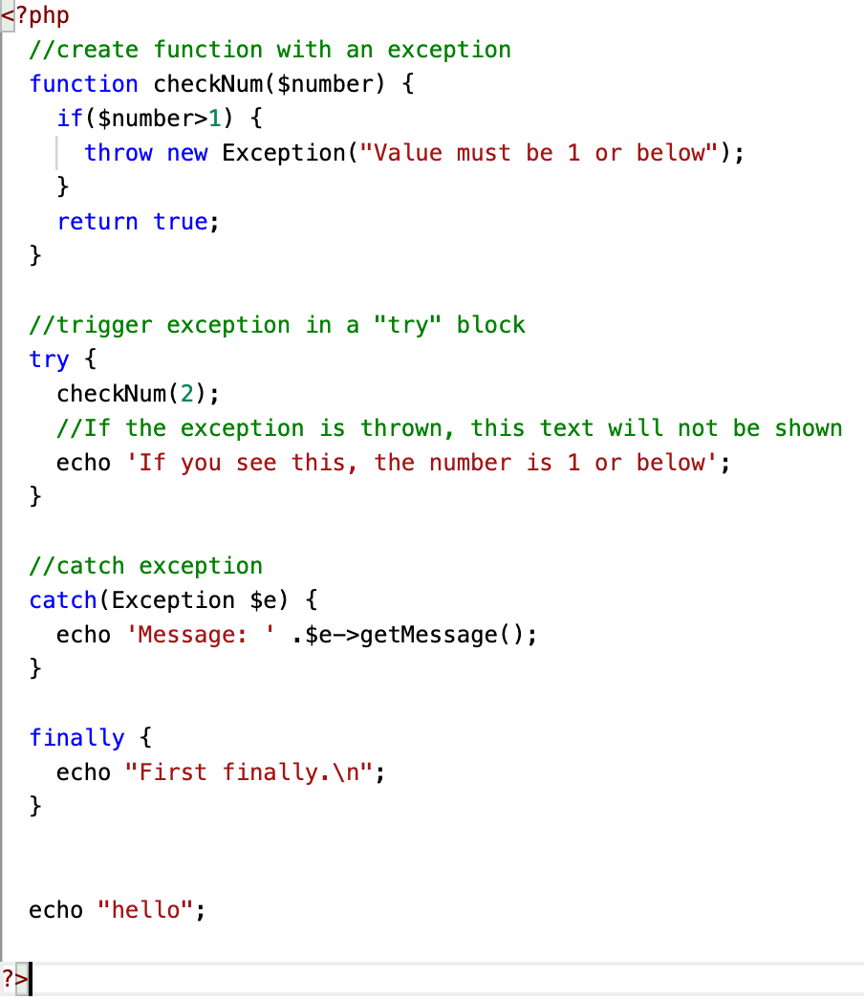 <?php
  //create function with an exception
  function checkNum($number) {
    if($number>1) {
      throw new Exception("Value must be 1 or below");
    }
    return true;
  }

  //trigger exception in a "try" block
  try {
    checkNum(2);
    //If the exception is thrown, this text will not be shown
    echo 'If you see this, the number is 1 or below';
  }

  //catch exception
  catch(Exception $e) {
    echo 'Message: ' .$e->getMessage();
  }

  finally {
    echo "First finally.\n";
  }


  echo "hello";

?>